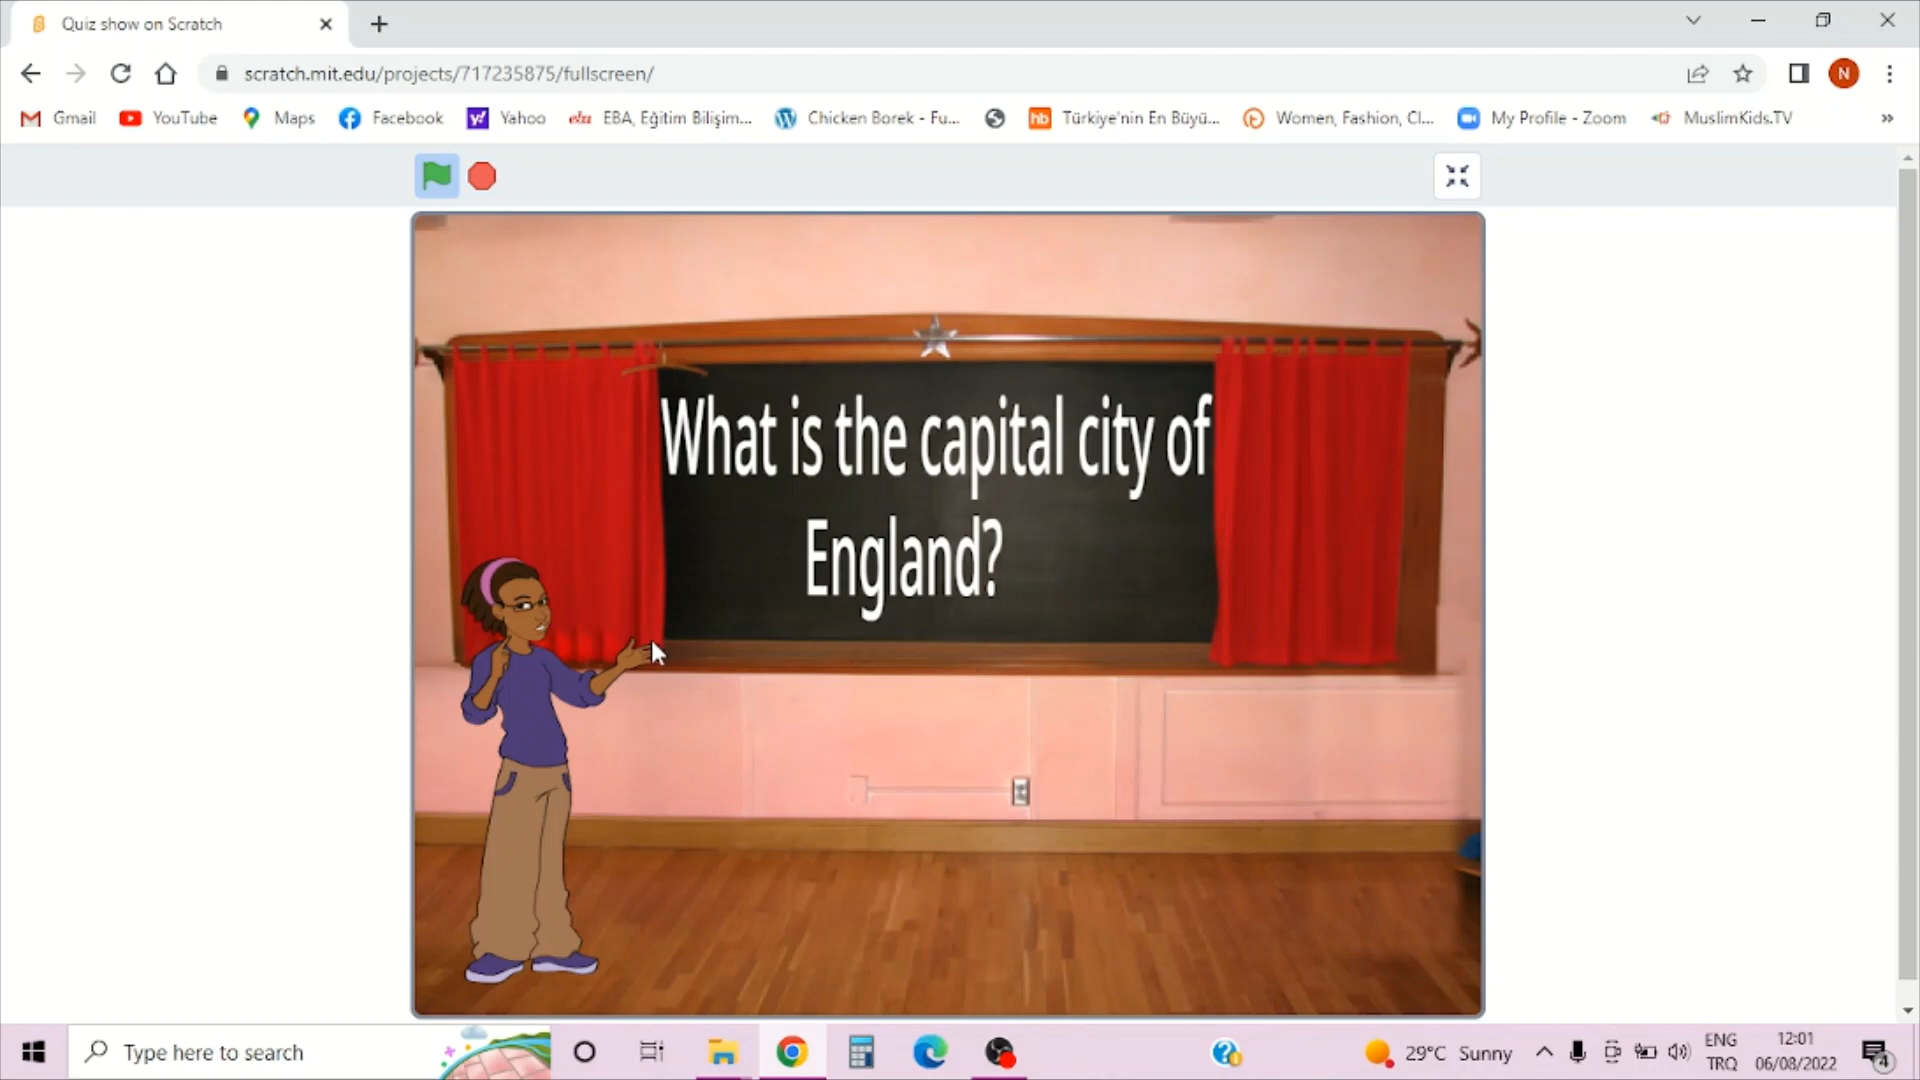 Quiz show on Scratch
scratch.mit.edu/projects/717235875/fullscreen/
N
Gmail
YouTube
Maps
Facebook
Yahoo
EBA, Eğitim Bilişim...
Chicken Borek - Fu...
hb Türkiye'nin En Büyü...
Women, Fashion, Cl...
My Profile - Zoom
MuslimKids.TV
»
What is the capital city of
England?
Type here to search
29°C Sunny
ENG
TRQ
12:01
06/08/2022
4